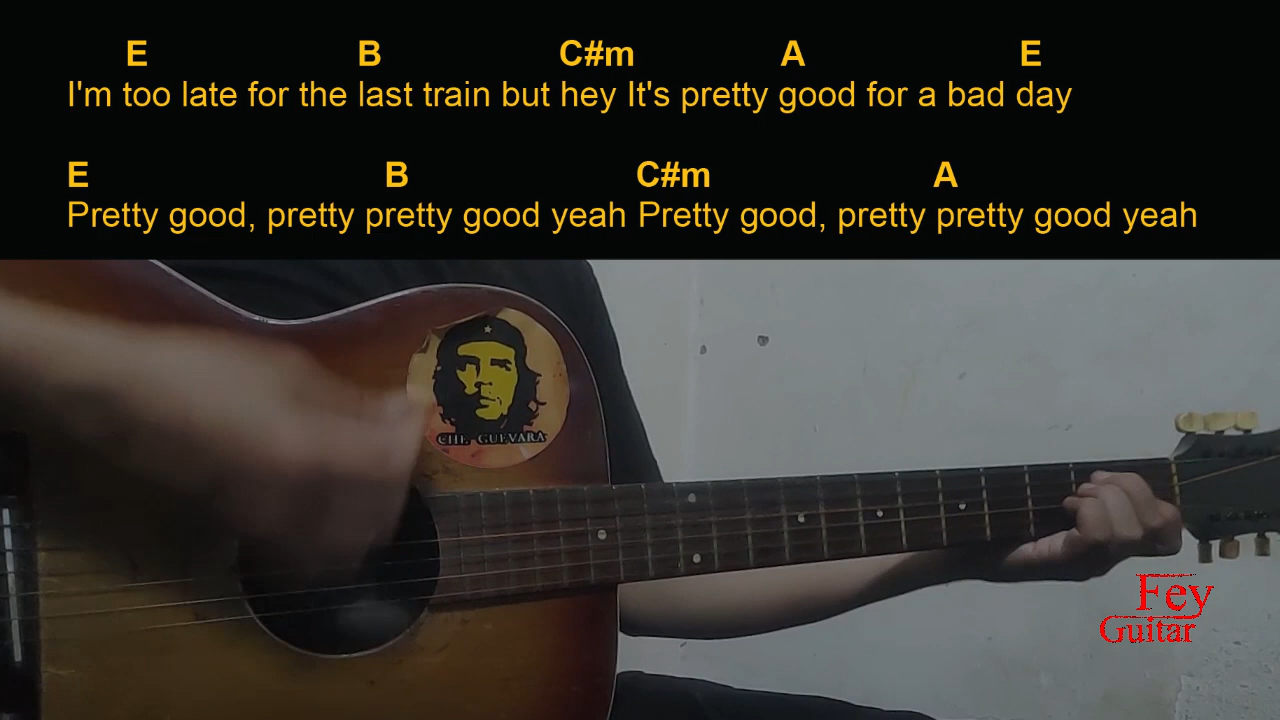 E B C#m A E
I'm too late for the last train but hey It's pretty good for a bad day
E B C#m A
Pretty good, pretty pretty good yeah Pretty good, pretty pretty good yeah
CHE GUEVARA
Fey
Guitar